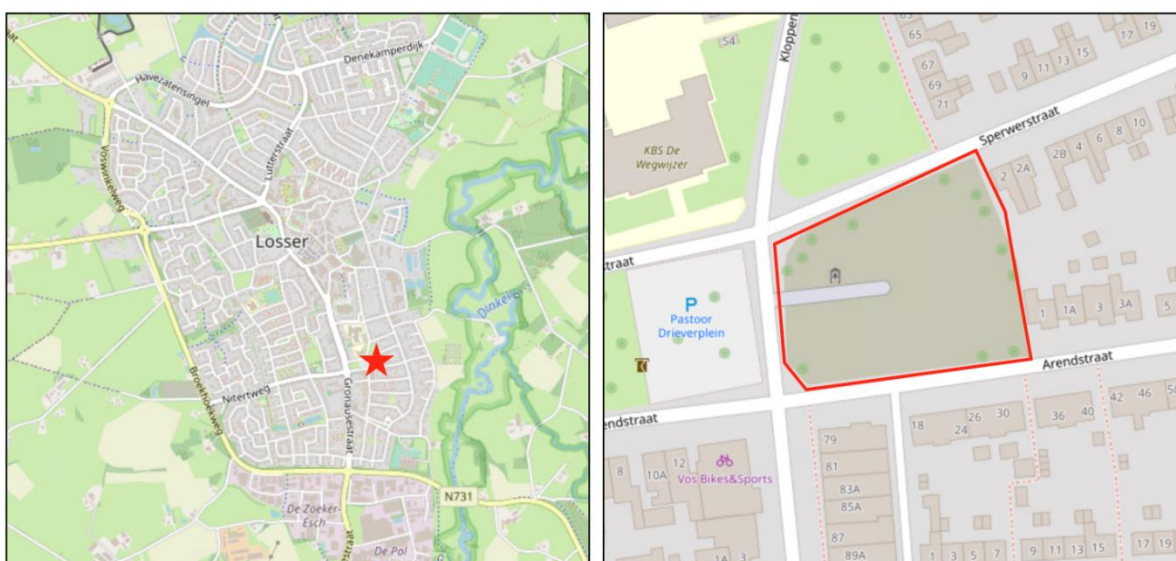 Denekamperdijk
Havezatensingel
Lutterstraat
Voswinkelweg
Losser
Dinkel
Nitertweg
Gronausestraat
Broekhoekweg
N731
De Zoeker-
Esch
De Pol
54
Kloppen
KBS De
Wegwijzer
65
67
69
71
9
11
13
15
17
19
Sperwerstraat
2
2A
2B
4
6
8
10
straat
P
Pastoor
Drieverplein
1
1A
3
3A
5
Arendstraat
endstraat
8
10A
12
Vos Bikes&Sports
1A
3
79
81
83A
85A
87
89A
18
24
26
30
36
40
42
46
1
3
5
7
9
11
13
15
17
19